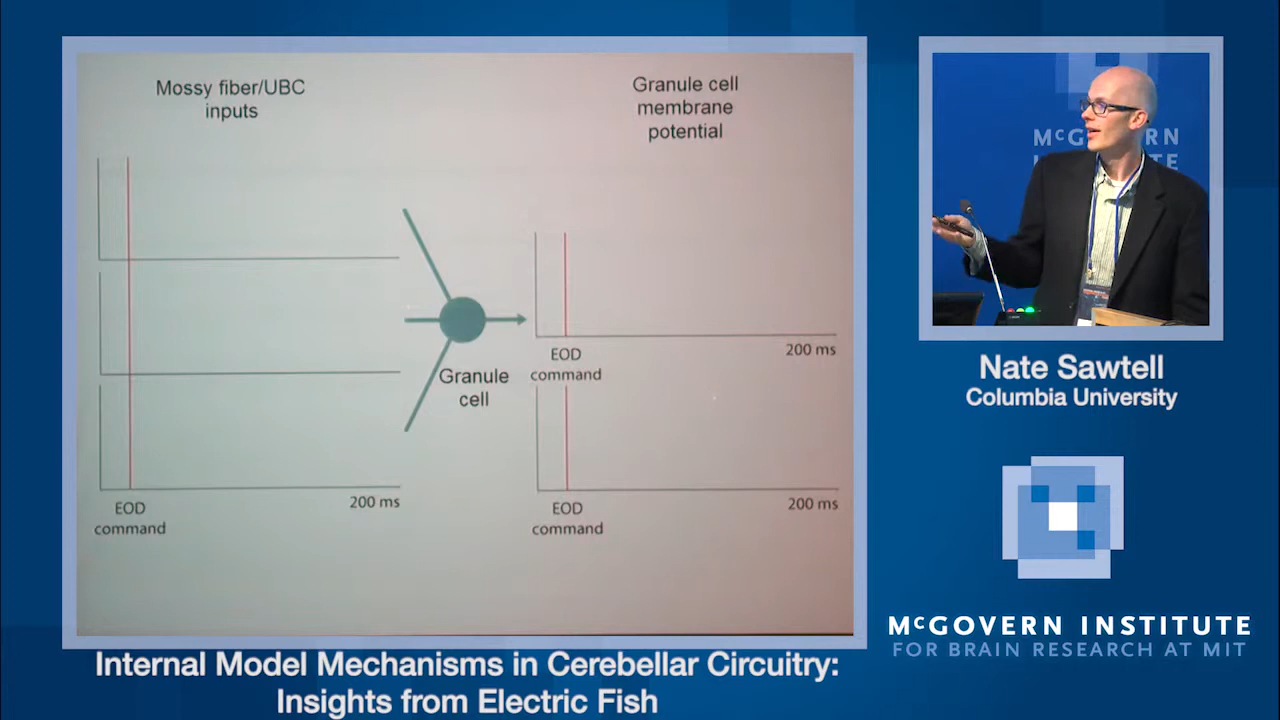 Mossy fiber/UBC
inputs
Granule cell
membrane
potential
Granule
cell
EOD
command
200 ms
EOD
command
200 ms
EOD
command
200 ms
McGOVERN
INSTITUTE
Nate Sawtell
Columbia University
McGOVERN INSTITUTE
FOR BRAIN RESEARCH AT MIT
Internal Model Mechanisms in Cerebellar Circuitry:
Insights from Electric Fish